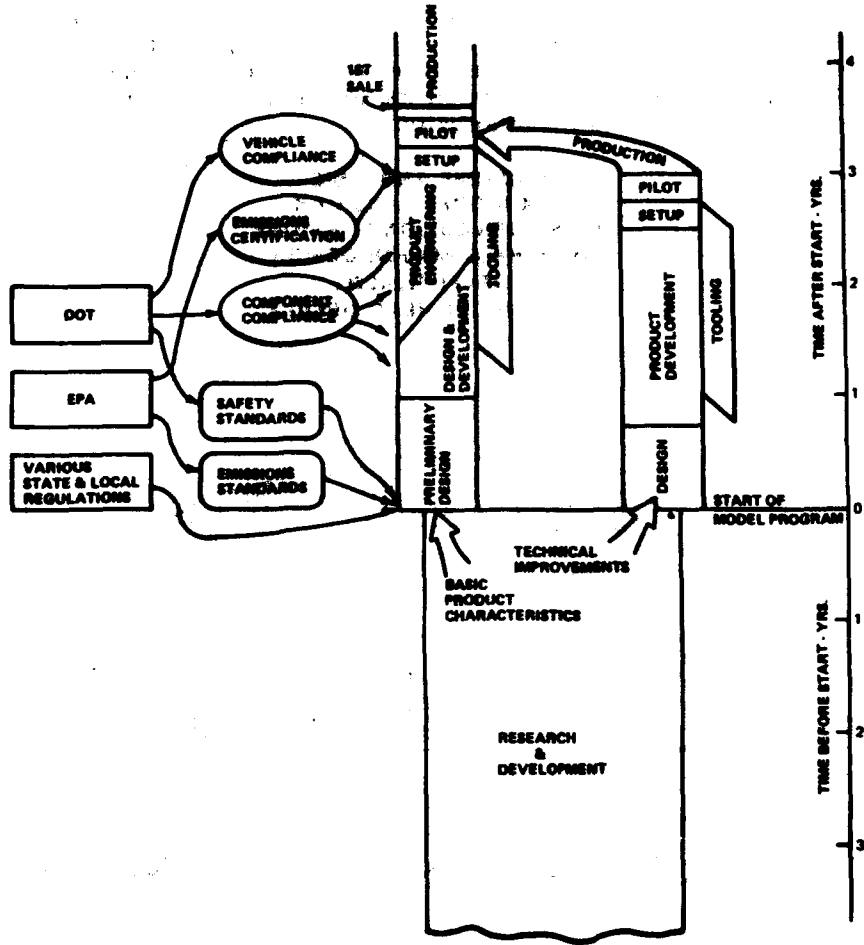 PRODUCTION
4
1ST
SALE
PILOT
SETUP
VEHICLE
COMPLIANCE
PRODUCTION
3
PILOT
SETUP
EMISSIONS
CERTIFICATION
PRODUCT
ENGINEERING
TOOLING
TIME AFTER START - YRS.
DOT
COMPONENT
COMPLIANCE
2
DESIGN &
DEVELOPMENT
PRODUCT
DEVELOPMENT
TOOLING
EPA
SAFETY
STANDARDS
1
VARIOUS
STATE & LOCAL
REGULATIONS
EMISSIONS
STANDARDS
PRELIMINARY
DESIGN
DESIGN
START OF
MODEL PROGRAM
0
TECHNICAL
IMPROVEMENTS
BASIC
PRODUCT
CHARACTERISTICS
1
TIME BEFORE START - YRS.
RESEARCH
&
DEVELOPMENT
2
3